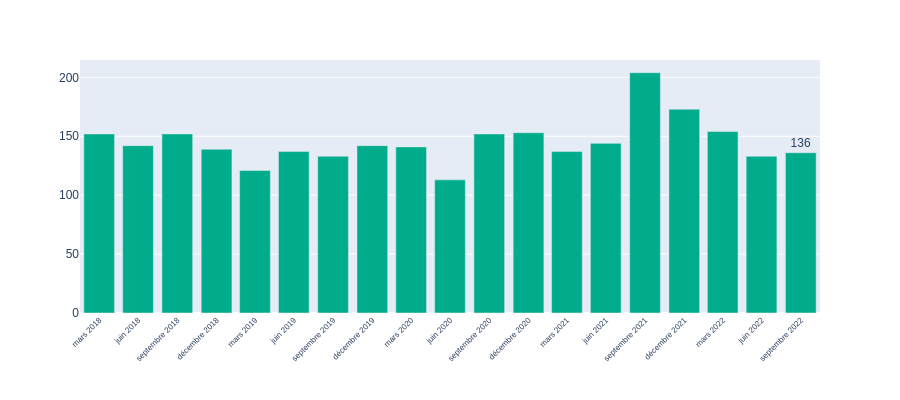 200
150
100
50
0
136
mars 2018
juin 2018
septembre 2018
décembre 2018
mars 2019
juin 2019
septembre 2019
décembre 2019
mars 2020
juin 2020
septembre 2020
décembre 2020
mars 2021
juin 2021
septembre 2021
décembre 2021
mars 2022
juin 2022
septembre 2022